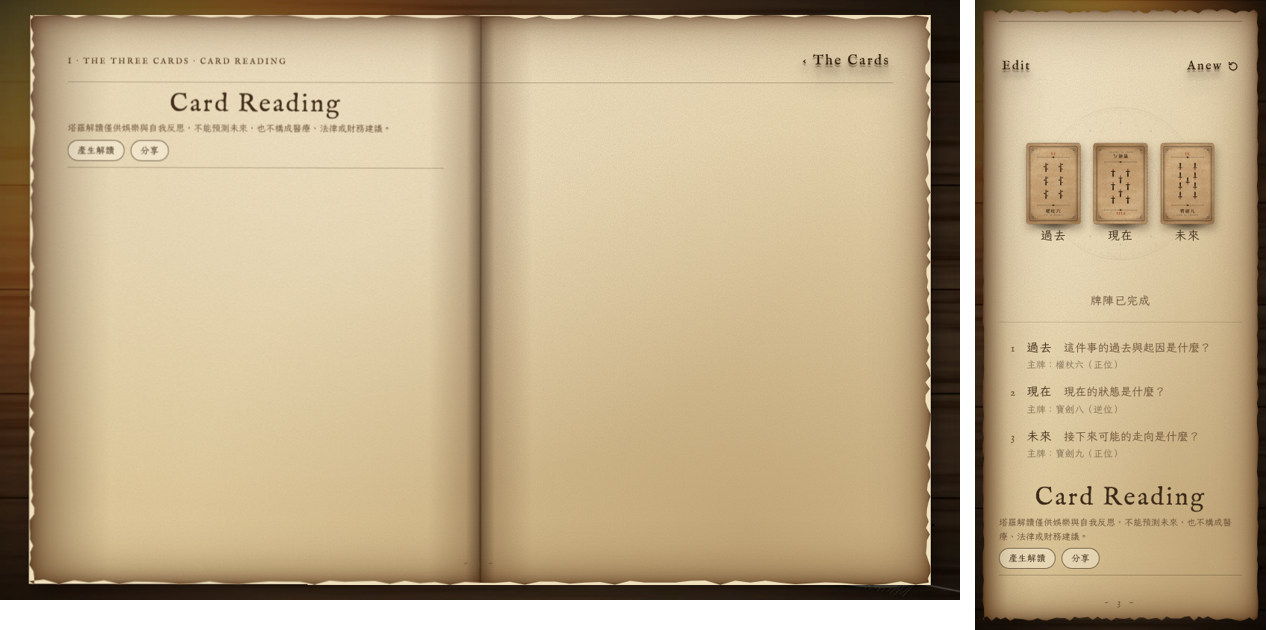 I · THE THREE CARDS · CARD READING
‹ The Cards
Card Reading
塔羅解讀僅供娛樂與自我反思，不能預測未來，也不構成醫療、法律或財務建議。
產生解讀 分享
Edit
Anew
權杖六
寶劍九
過去 現在 未來
牌陣已完成
1 過去 這件事的過去與起因是什麼？
主牌：權杖六（正位）
2 現在 現在的狀態是什麼？
主牌：寶劍八（逆位）
3 未來 接下來可能的走向是什麼？
主牌：寶劍九（正位）
Card Reading
塔羅解讀僅供娛樂與自我反思，不能預測未來，也不構成醫
療、法律或財務建議。
產生解讀 分享
- 3 -